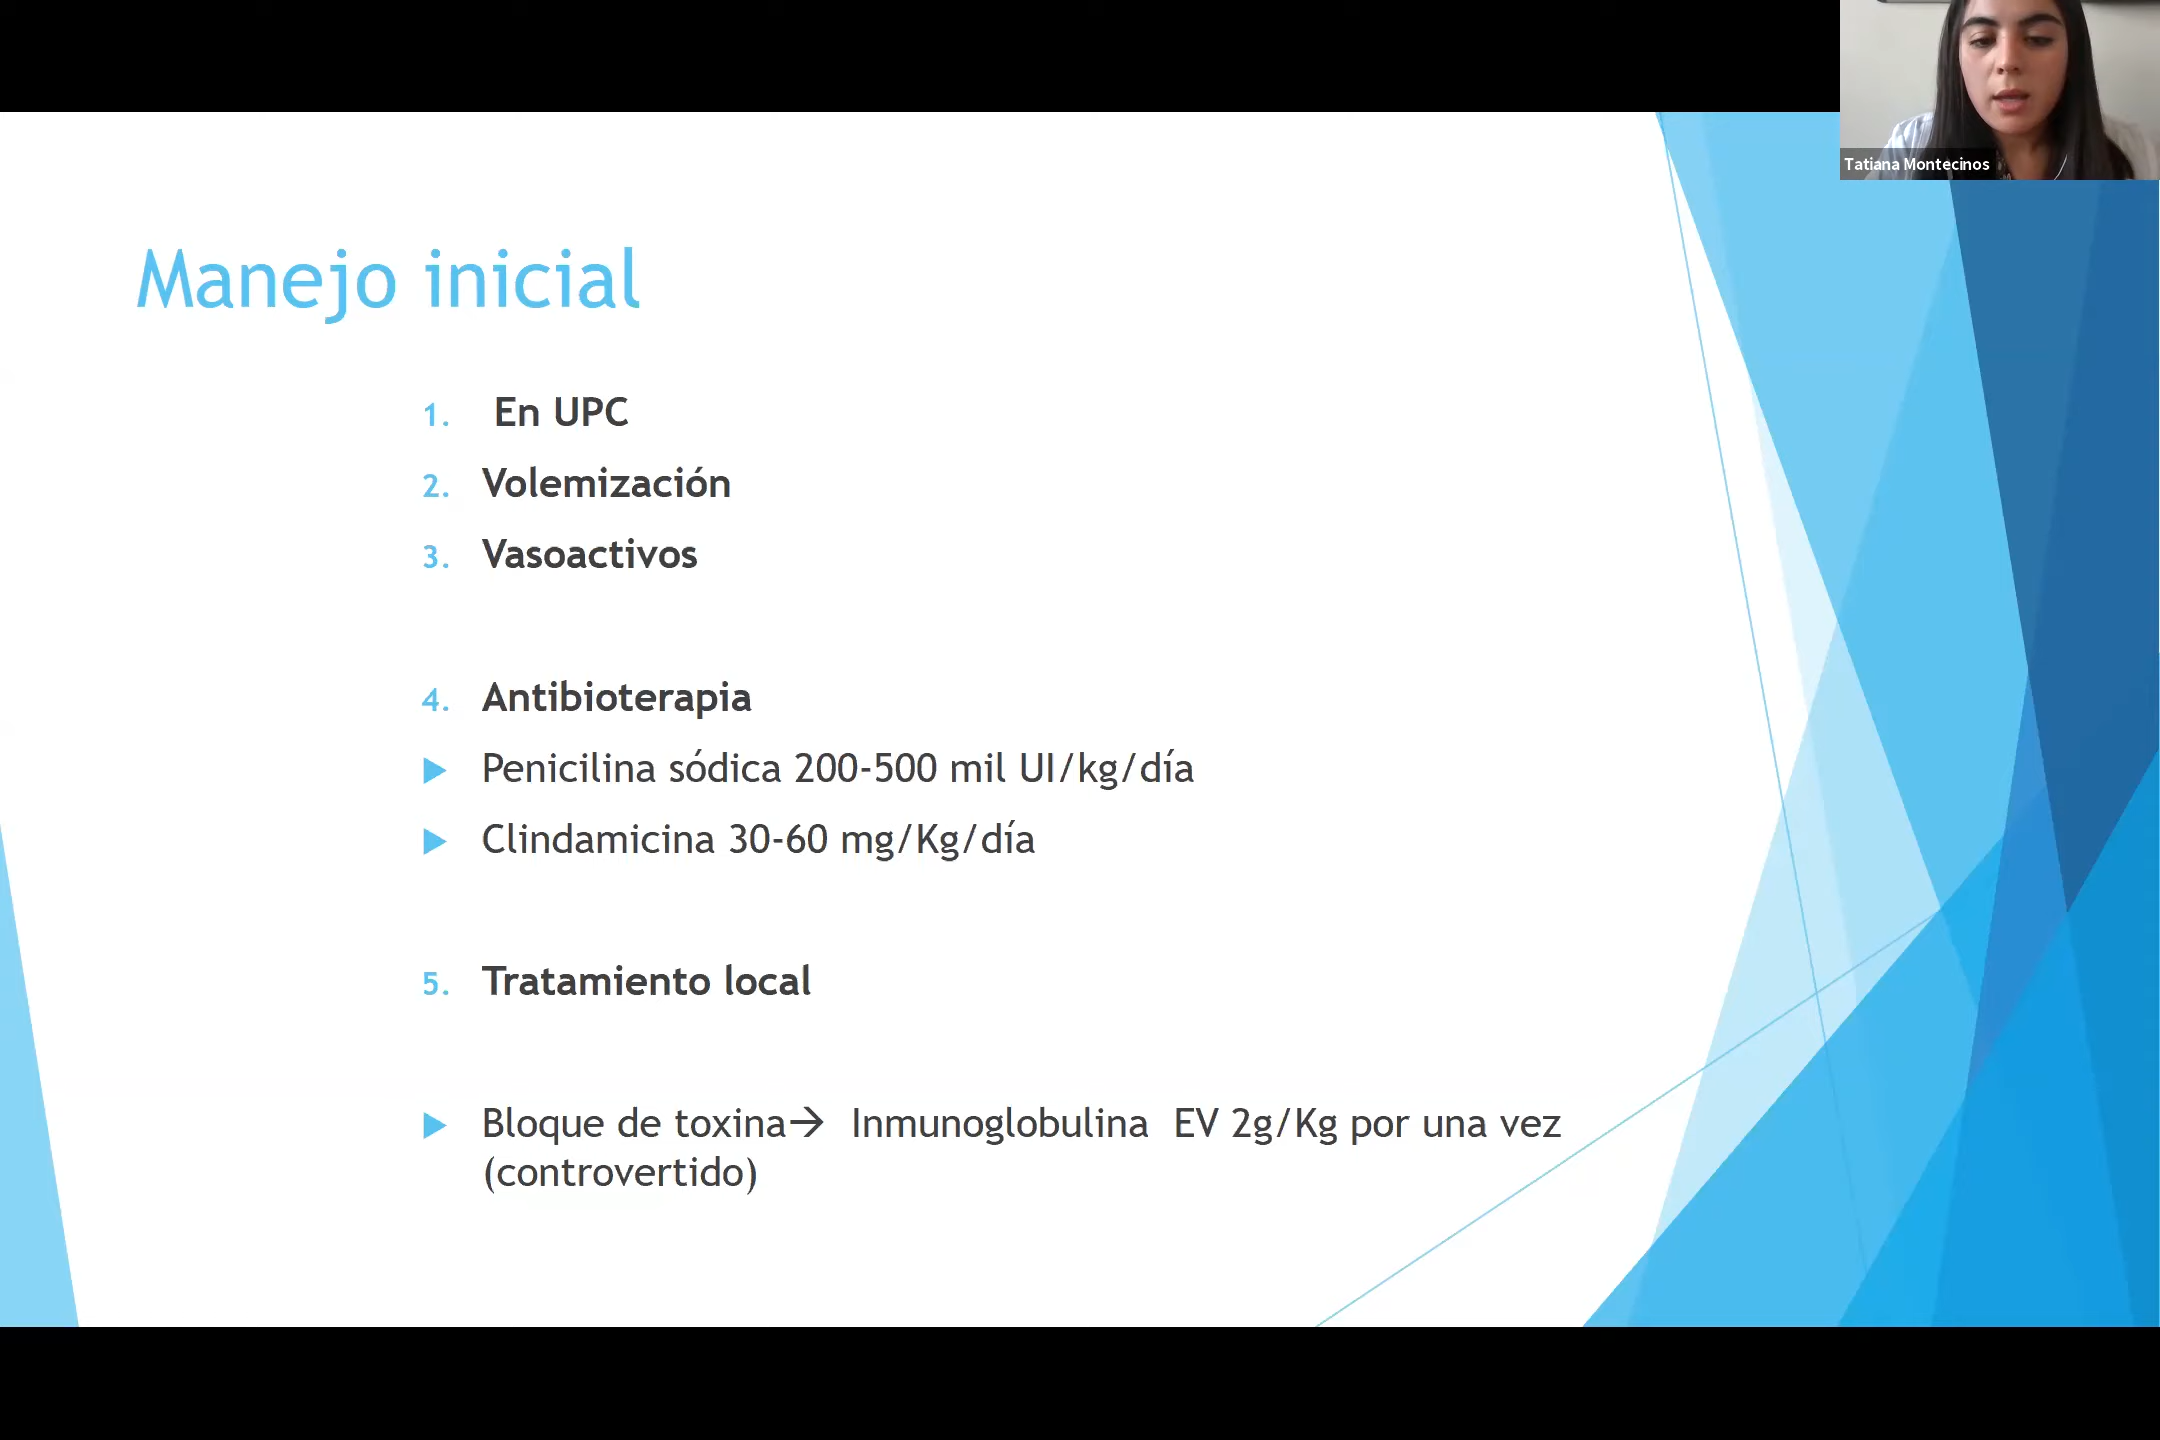 Tatiana Montecinos
Manejo inicial
1. En UPC
2. Volemización
3. Vasoactivos
4. Antibioterapia
Penicilina sódica 200-500 mil UI/kg/día
Clindamicina 30-60 mg/Kg/día
5. Tratamiento local
Bloque de toxina→ Inmunoglobulina EV 2g/Kg por una vez
(controvertido)